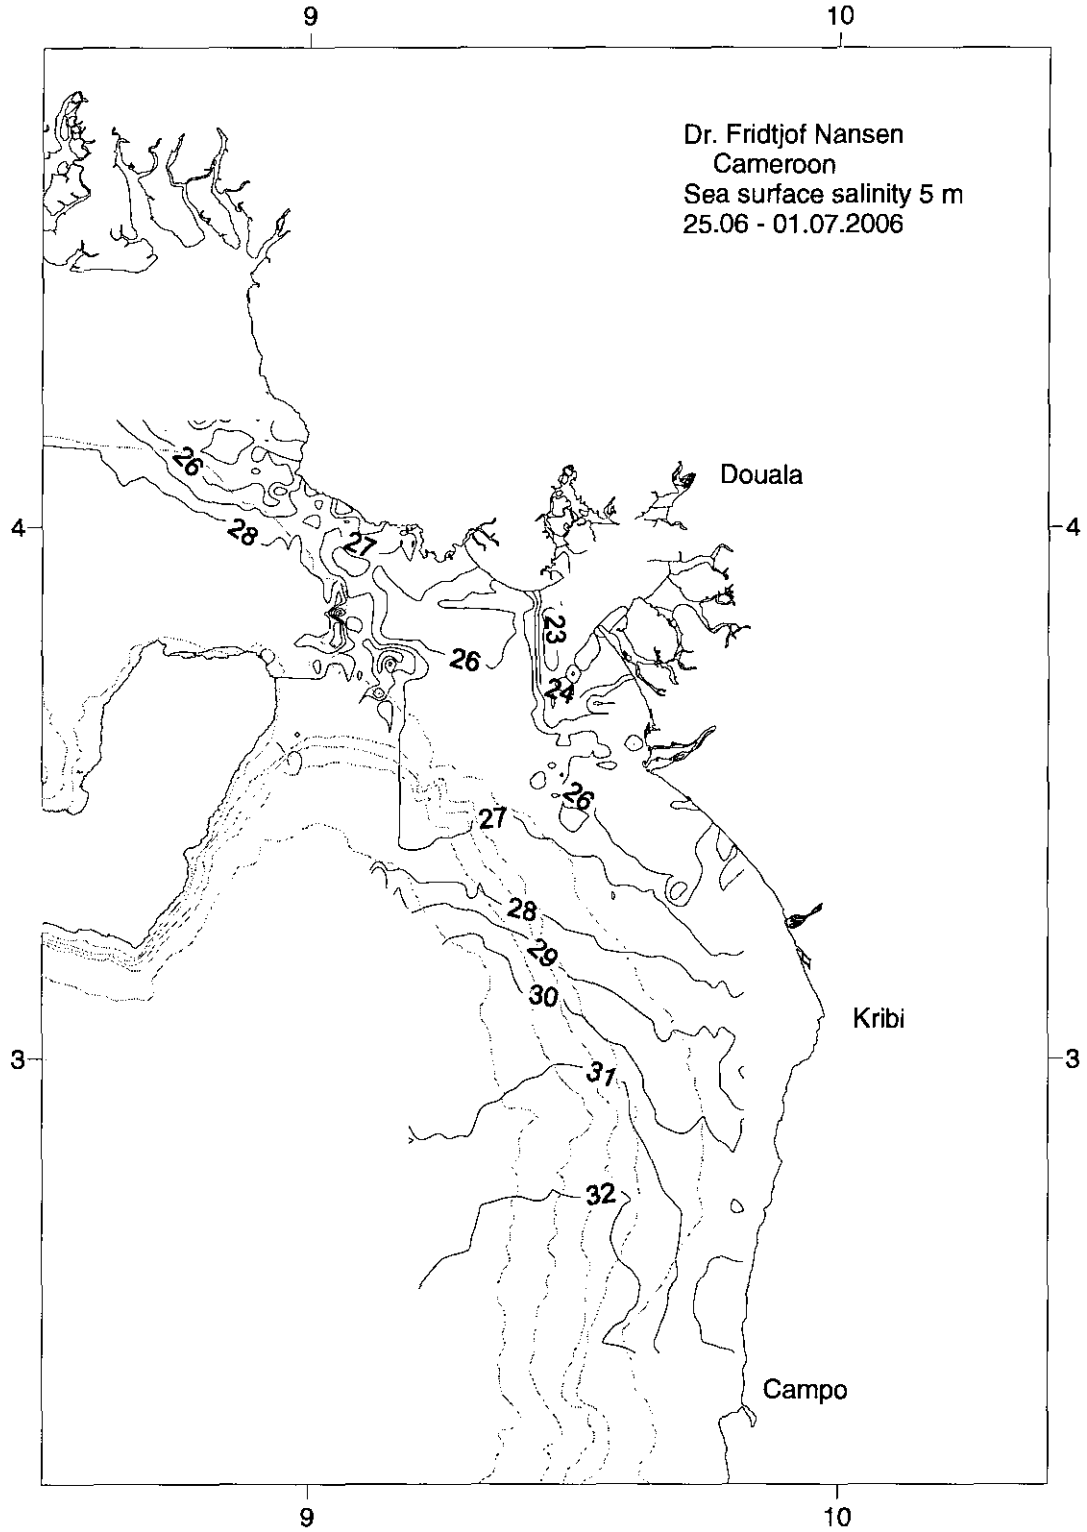 9 10
Dr. Fridtjof Nansen
Cameroon
Sea surface salinity 5 m
25.06 - 01.07.2006
26
Douala
28
4
27
4
23
26
24
26
27
28
29
30
Kribi
3
31
3
32
Campo
9 10